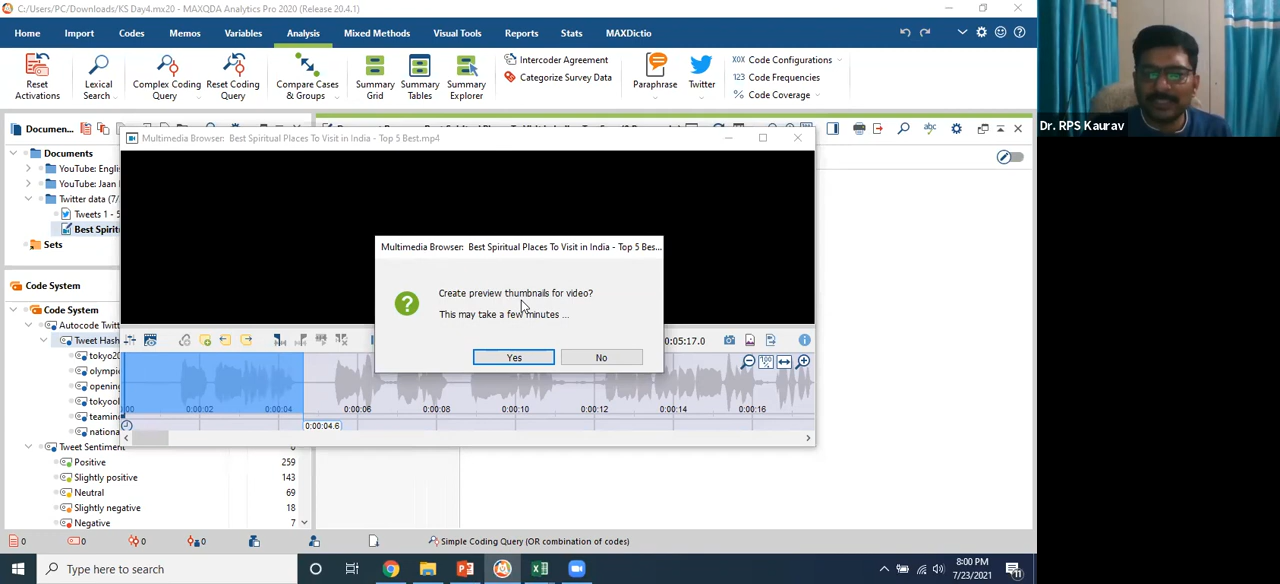 C:/Users/PC/Downloads/KS Day4.mx20 - MAXQDA Analytics Pro 2020 (Release 20.4.1)
Home Import Codes Memos Variables Analysis Mixed Methods Visual Tools Reports Stats MAXDictio
Reset Activations
Lexical Search
Complex Coding Query
Reset Coding Query
Compare Cases & Groups
Summary Grid
Summary Tables
Summary Explorer
Intercoder Agreement
Categorize Survey Data
Paraphrase
Twitter
Code Configurations
123 Code Frequencies
% Code Coverage
Dr. RPS Kaurav
Documen...
Multimedia Browser: Best Spiritual Places To Visit in India - Top 5 Best.mp4
Documents
YouTube: Engli
YouTube: Jaan
Twitter data (7/
Tweets 1 - 5
Best Spirit
Sets
Multimedia Browser: Best Spiritual Places To Visit in India - Top 5 Bes...
Create preview thumbnails for video?
This may take a few minutes ...
Yes No
Code System
Code System
Autocode Twitt
Tweet Hash
tokyo20
olympic
opening
tokyool
teamin
nationa
Tweet Sentiment
Positive 259
Slightly positive 143
Neutral 69
Slightly negative 18
Negative 7
0:05:17.0
100 %
0:00:02 0:00:04 0:00:06 0:00:08 0:00:10 0:00:12 0:00:14 0:00:16
0:00:04.6
0 0 0 0
Simple Coding Query (OR combination of codes)
Type here to search
8:00 PM
7/23/2021